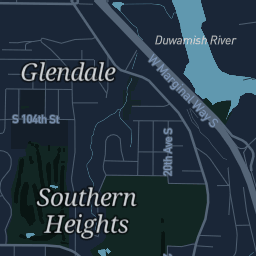 Duwamish River
W Marginal Way S
Glendale
S 104th St
20th Ave S
Southern
Heights